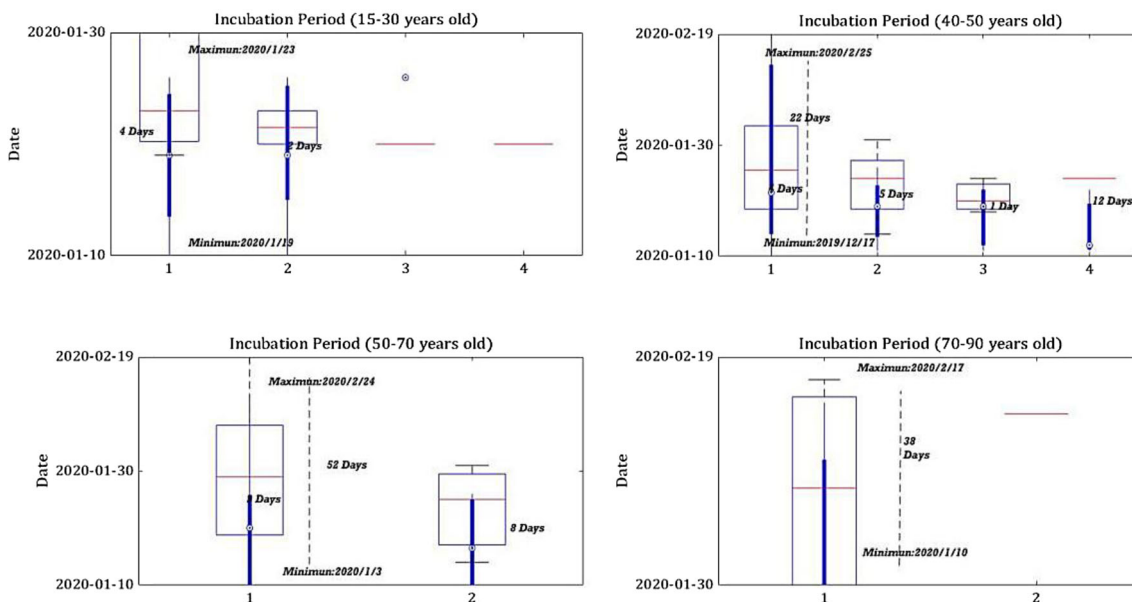 Incubation Period (15-30 years old)
2020-01-30
Maximun:2020/1/23
4 Days
2 Days
Date
Minimun:2020/1/19
2020-01-10
1 2 3 4
Incubation Period (40-50 years old)
2020-02-19
Maximun:2020/2/25
22 Days
2020-01-30
Days
5 Days
1 Day
12 Days
Date
Minimun:2019/12/17
2020-01-10
1 2 3 4
Incubation Period (50-70 years old)
2020-02-19
Maximun:2020/2/24
2020-01-30
52 Days
Days
8 Days
Date
Minimun:2020/1/3
2020-01-10
1 2
Incubation Period (70-90 years old)
2020-02-19
Maximun:2020/2/17
38
Days
Date
Minimun:2020/1/10
2020-01-30
1 2